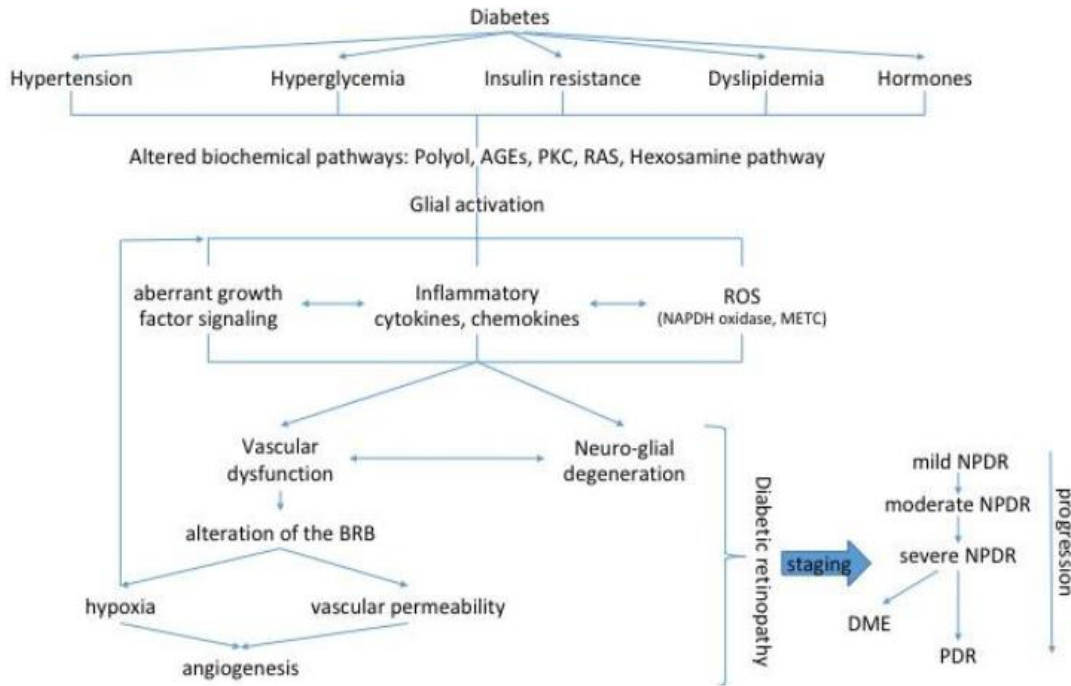 Diabetes
Hypertension
Hyperglycemia
Insulin resistance
Dyslipidemia
Hormones
Altered biochemical pathways: Polyol, AGEs, PKC, RAS, Hexosamine pathway
Glial activation
aberrant growth
factor signaling
Inflammatory
cytokines, chemokines
ROS
(NAPDH oxidase, METC)
Vascular
dysfunction
Neuro-glial
degeneration
alteration of the BRB
hypoxia
vascular permeability
angiogenesis
Diabetic retinopathy
staging
mild NPDR
moderate NPDR
severe NPDR
DME
PDR
progression